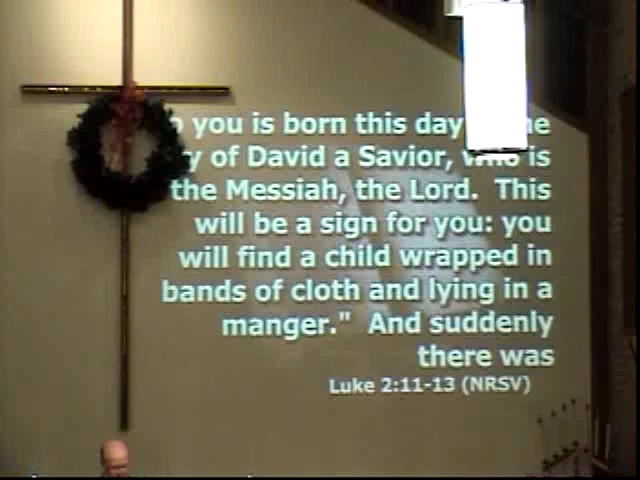 you is born this day
of David a Savior, who is
the Messiah, the Lord. This
will be a sign for you: you
will find a child wrapped in
bands of cloth and lying in a
manger." And suddenly
there was
Luke 2:11-13 (NRSV)